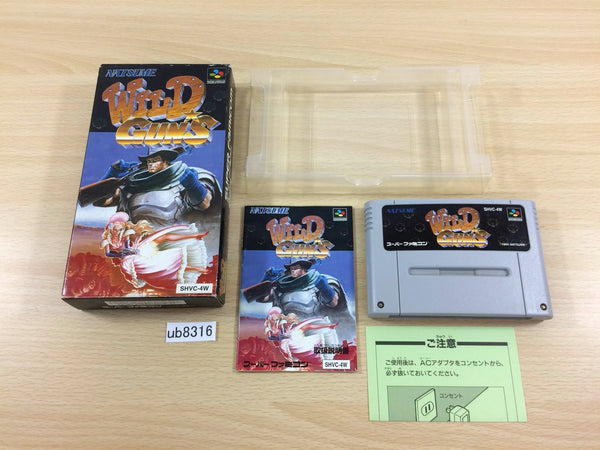 NATSUME
WILD
GUNS
SHVC-4W
ub8316
NATSUME
WILD
GUNS
取扱説明書
スーパーファミコン
SHVC-4W
NATSUME
SHVC-4W
WILD
GUNS
スーパーファミコン
ご注意
ちゅうい
ご使用後は、ACアダプタをコンセントから、
必ず抜いておいてください。
コンセント